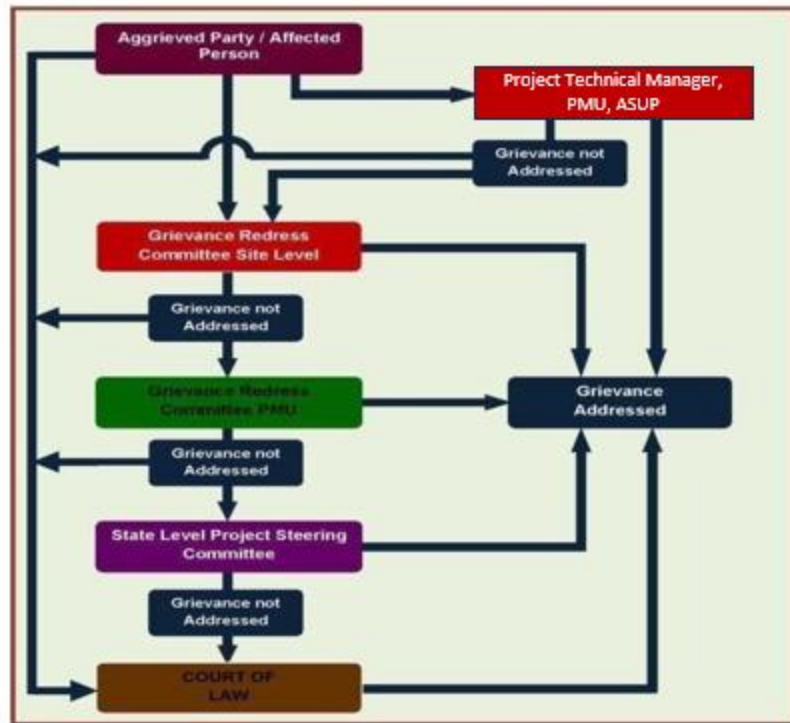 Aggrieved Party / Affected
Person
Project Technical Manager,
PMU, ASUP
Grievance not
Addressed
Grievance Redress
Committee Site Level
Grievance not
Addressed
Grievance Redress
Committee PMU
Grievance
Addressed
Grievance not
Addressed
State Level Project Steering
Committee
Grievance not
Addressed
COURT OF
LAW